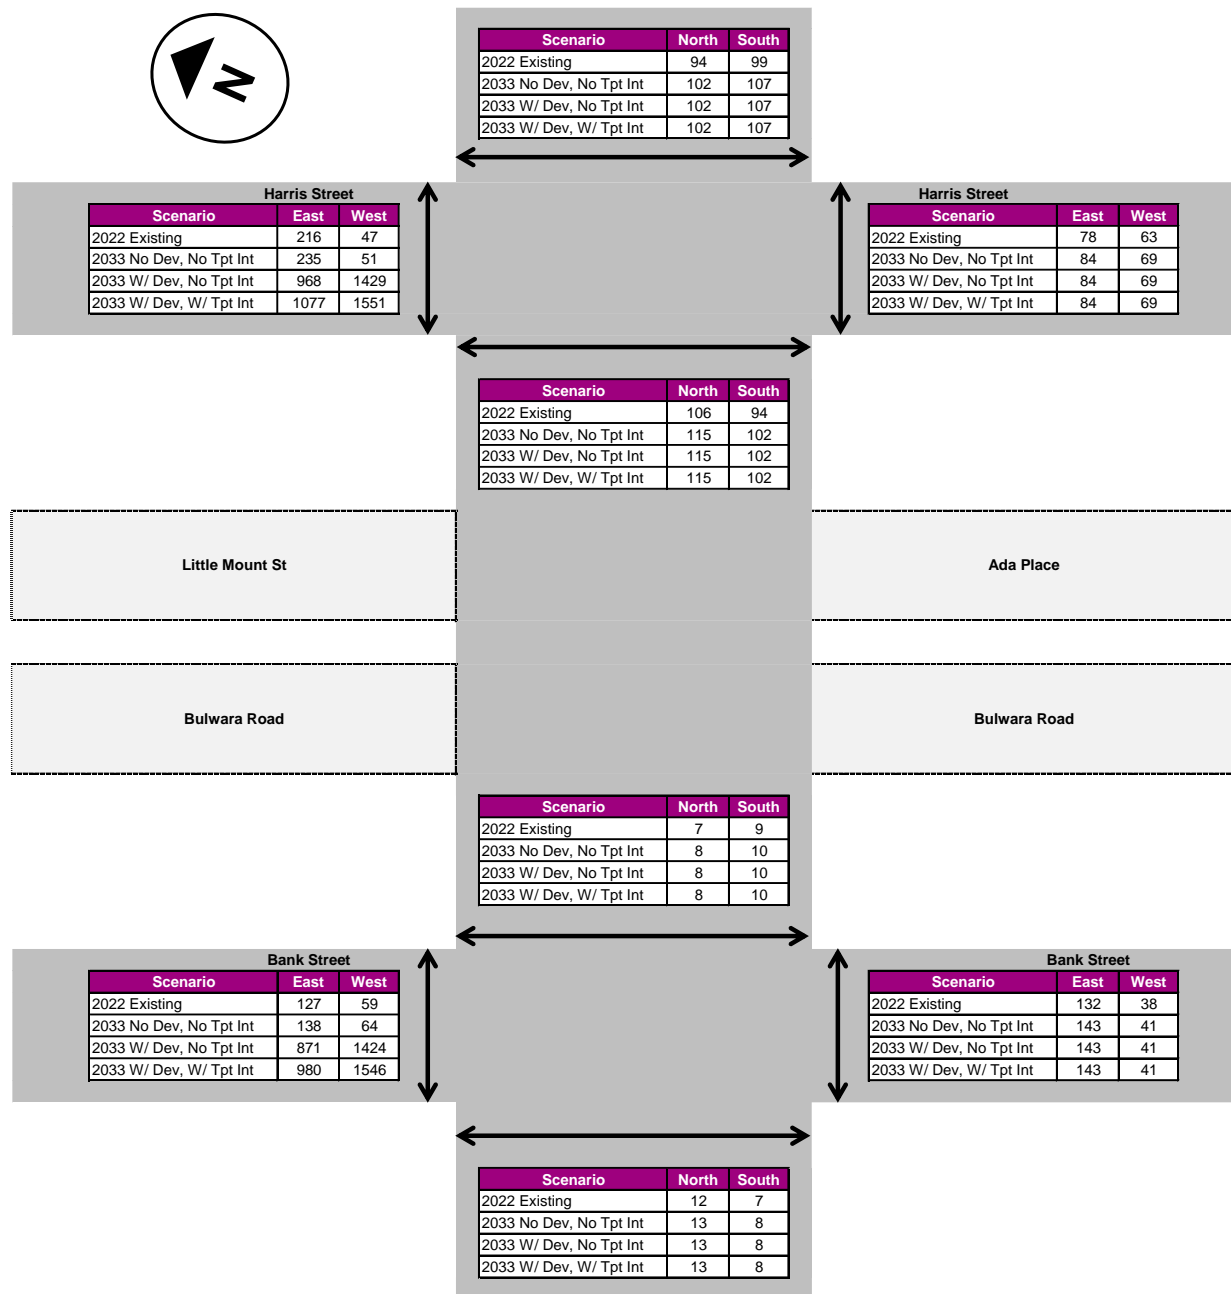 N
Scenario North South
2022 Existing 94 99
2033 No Dev, No Tpt Int 102 107
2033 W/ Dev, No Tpt Int 102 107
2033 W/ Dev, W/ Tpt Int 102 107
Harris Street
Scenario East West
2022 Existing 216 47
2033 No Dev, No Tpt Int 235 51
2033 W/ Dev, No Tpt Int 968 1429
2033 W/ Dev, W/ Tpt Int 1077 1551
Harris Street
Scenario East West
2022 Existing 78 63
2033 No Dev, No Tpt Int 84 69
2033 W/ Dev, No Tpt Int 84 69
2033 W/ Dev, W/ Tpt Int 84 69
Scenario North South
2022 Existing 106 94
2033 No Dev, No Tpt Int 115 102
2033 W/ Dev, No Tpt Int 115 102
2033 W/ Dev, W/ Tpt Int 115 102
Little Mount St
Ada Place
Bulwara Road
Bulwara Road
Scenario North South
2022 Existing 7 9
2033 No Dev, No Tpt Int 8 10
2033 W/ Dev, No Tpt Int 8 10
2033 W/ Dev, W/ Tpt Int 8 10
Bank Street
Scenario East West
2022 Existing 127 59
2033 No Dev, No Tpt Int 138 64
2033 W/ Dev, No Tpt Int 871 1424
2033 W/ Dev, W/ Tpt Int 980 1546
Bank Street
Scenario East West
2022 Existing 132 38
2033 No Dev, No Tpt Int 143 41
2033 W/ Dev, No Tpt Int 143 41
2033 W/ Dev, W/ Tpt Int 143 41
Scenario North South
2022 Existing 12 7
2033 No Dev, No Tpt Int 13 8
2033 W/ Dev, No Tpt Int 13 8
2033 W/ Dev, W/ Tpt Int 13 8